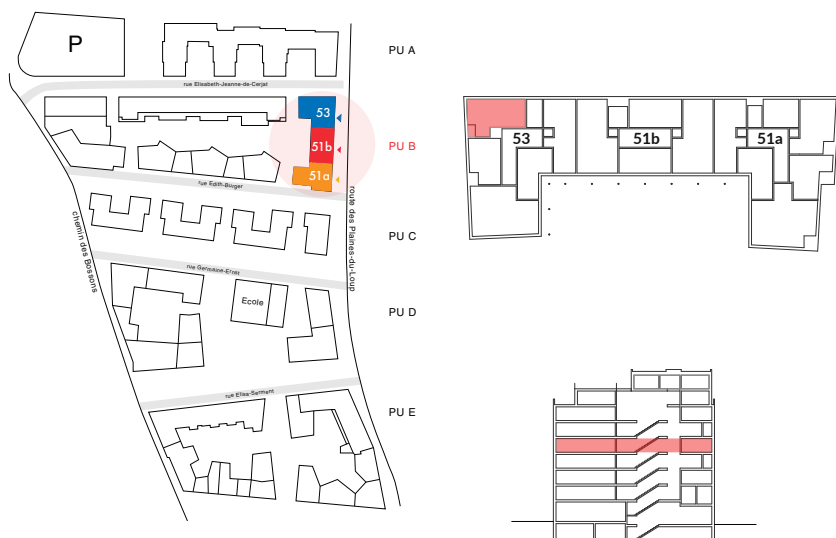 P
PU A
rue Elisabeth-Jeanne-de-Cerjat
53
51b
51a
PU B
rue Edith-Burger
route des Plaines-du-Loup
chemin des Bossons
PU C
rue Germaine-Ernst
Ecole
PU D
rue Elisa-Serment
PU E
53
51b
51a